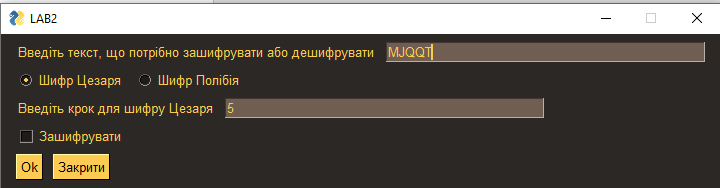 LAB2
Введіть текст, що потрібно зашифрувати або дешифрувати MJQQT
Шифр Цезаря Шифр Полібія
Введіть крок для шифру Цезаря 5
Зашифрувати
Ok Закрити